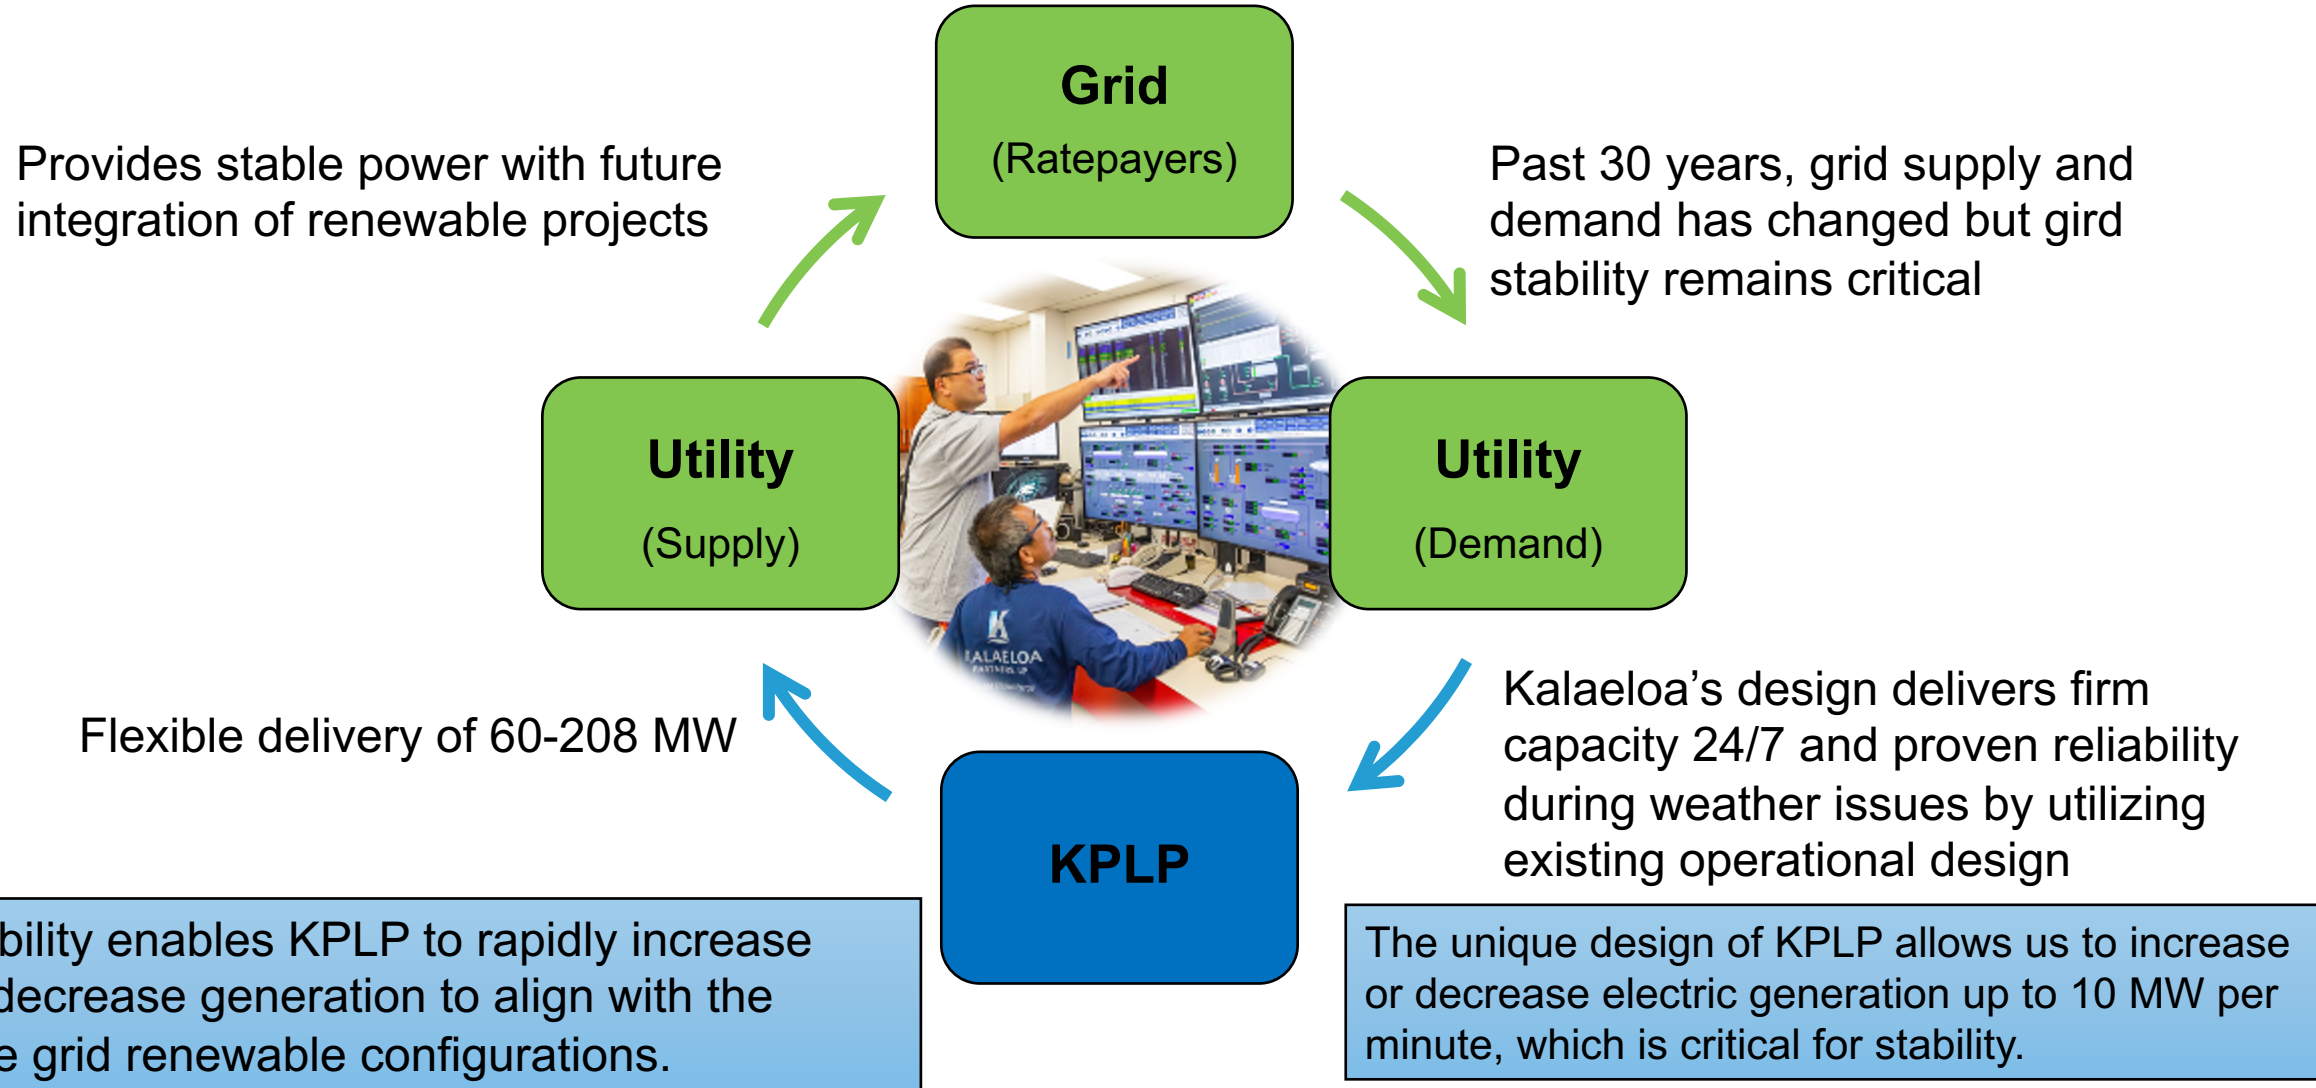 Grid
(Ratepayers)
Provides stable power with future
integration of renewable projects
Past 30 years, grid supply and
demand has changed but gird
stability remains critical
Utility
(Supply)
Utility
(Demand)
KALAELOA
PARTNERS, LP
Flexible delivery of 60-208 MW
Kalaeloa’s design delivers firm
capacity 24/7 and proven reliability
during weather issues by utilizing
existing operational design
KPLP
bility enables KPLP to rapidly increase
decrease generation to align with the
e grid renewable configurations.
The unique design of KPLP allows us to increase
or decrease electric generation up to 10 MW per
minute, which is critical for stability.